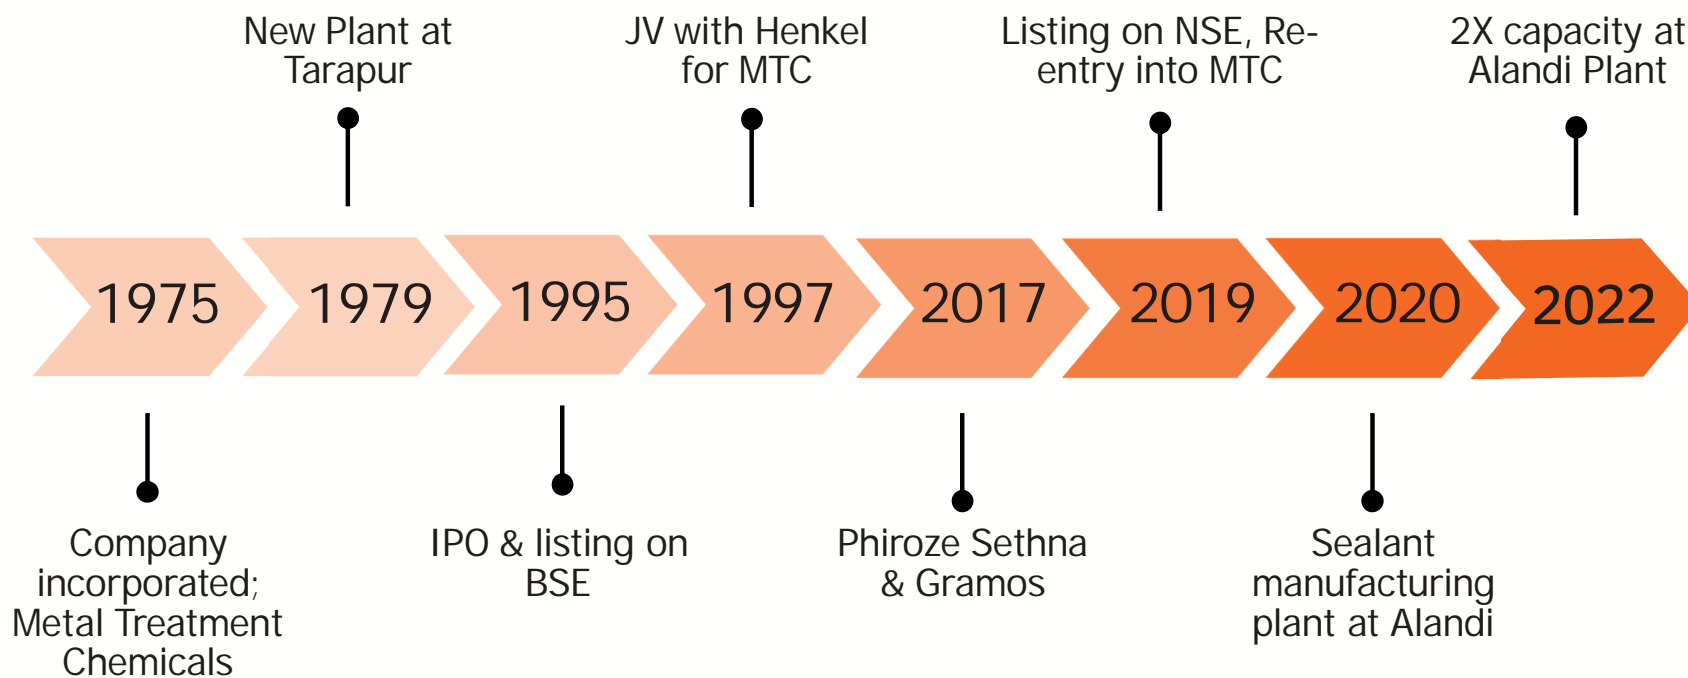 New Plant at
Tarapur
JV with Henkel
for MTC
Listing on NSE, Re-
entry into MTC
2X capacity at
Alandi Plant
1975
1979
1995
1997
2017
2019
2020
2022
Company
incorporated;
Metal Treatment
Chemicals
IPO & listing on
BSE
Phiroze Sethna
& Gramos
Sealant
manufacturing
plant at Alandi